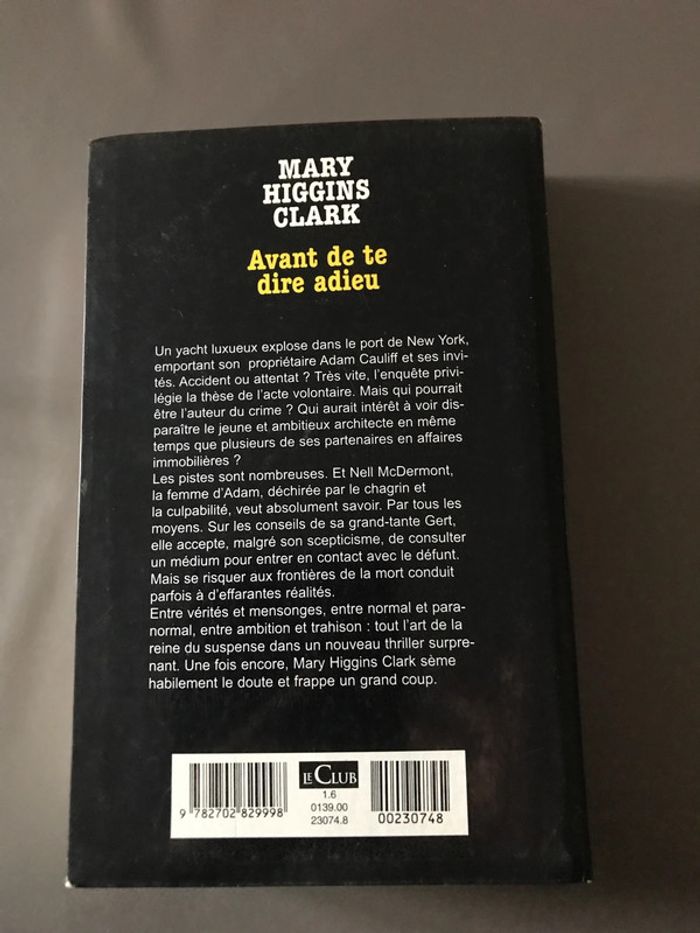 MARY
HIGGINS
CLARK
Avant de te
dire adieu
Un yacht luxueux explose dans le port de New York,
emportant son propriétaire Adam Cauliff et ses invi-
tés. Accident ou attentat ? Très vite, l'enquête privi-
légie la thèse de l'acte volontaire. Mais qui pourrait
être l'auteur du crime ? Qui aurait intérêt à voir dis-
paraître le jeune et ambitieux architecte en même
temps que plusieurs de ses partenaires en affaires
immobilières ?
Les pistes sont nombreuses. Et Nell McDermont,
la femme d'Adam, déchirée par le chagrin et
la culpabilité, veut absolument savoir. Par tous les
moyens. Sur les conseils de sa grand-tante Gert,
elle accepte, malgré son scepticisme, de consulter
un médium pour entrer en contact avec le défunt.
Mais se risquer aux frontières de la mort conduit
parfois à d'effarantes réalités.
Entre vérités et mensonges, entre normal et para-
normal, entre ambition et trahison : tout l'art de la
reine du suspense dans un nouveau thriller surpre-
nant. Une fois encore, Mary Higgins Clark sème
habilement le doute et frappe un grand coup.
LE CLUB
1.6
0139.00
23074.8
9 782702 829998
00230748